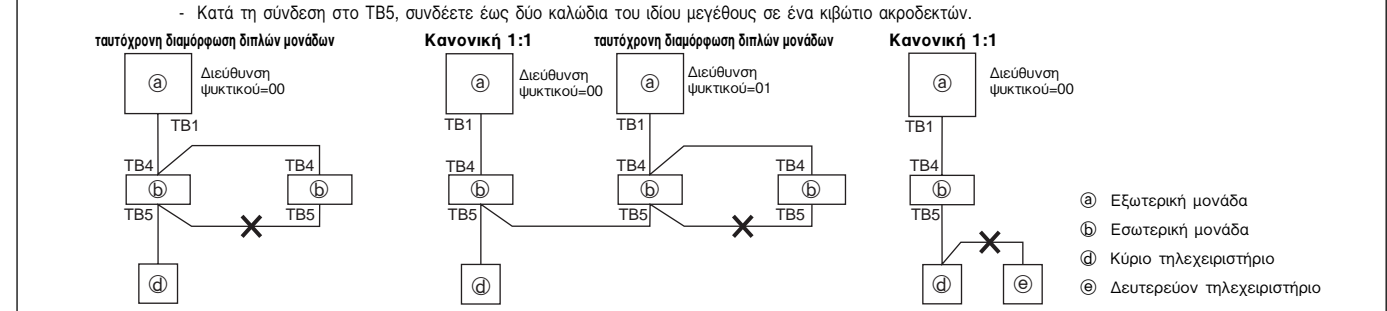 - Κατά τη σύνδεση στο TB5, συνδέετε έως δύο καλώδια του ιδίου μεγέθους σε ένα κιβώτιο ακροδεκτών.
ταυτόχρονη διαμόρφωση διπλών μονάδων
Κανονική 1:1
ταυτόχρονη διαμόρφωση διπλών μονάδων
Κανονική 1:1
ⓐ Διεύθυνση
ψυκτικού=00
ⓐ Διεύθυνση
ψυκτικού=00
ⓐ Διεύθυνση
ψυκτικού=01
ⓐ Διεύθυνση
ψυκτικού=00
TB1 TB1 TB1 TB1
TB4 TB4 TB4 TB4 TB4 TB4
ⓑ ⓑ ⓑ ⓑ ⓑ ⓑ
TB5 TB5 TB5 TB5 TB5 TB5
ⓓ ⓓ ⓓ ⓔ
ⓐ Εξωτερική μονάδα
ⓑ Εσωτερική μονάδα
ⓓ Κύριο τηλεχειριστήριο
ⓔ Δευτερεύον τηλεχειριστήριο